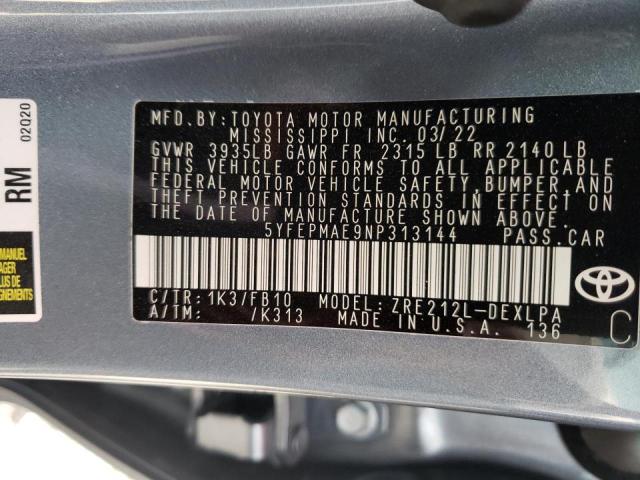 MFD.BY: TOYOTA MOTOR MANUFACTURING
MISSISSIPPI INC. 03/22
GVWR 3935LB GAWR FR 2315 LB RR 2140 LB
THIS VEHICLE CONFORMS TO ALL APPLICABLE
FEDERAL MOTOR VEHICLE SAFETY, BUMPER, AND
THEFT PREVENTION STANDARDS IN EFFECT ON
THE DATE OF MANUFACTURE SHOWN ABOVE.
5YFEPMAE9NP313144 PASS.CAR
C/TR: 1K3/FB10 MODEL: ZRE212L-DEXLPA
A/TM: /K313 MADE IN U.S.A. 136
C
02Q20
RM
MANUEL
PLUS DE